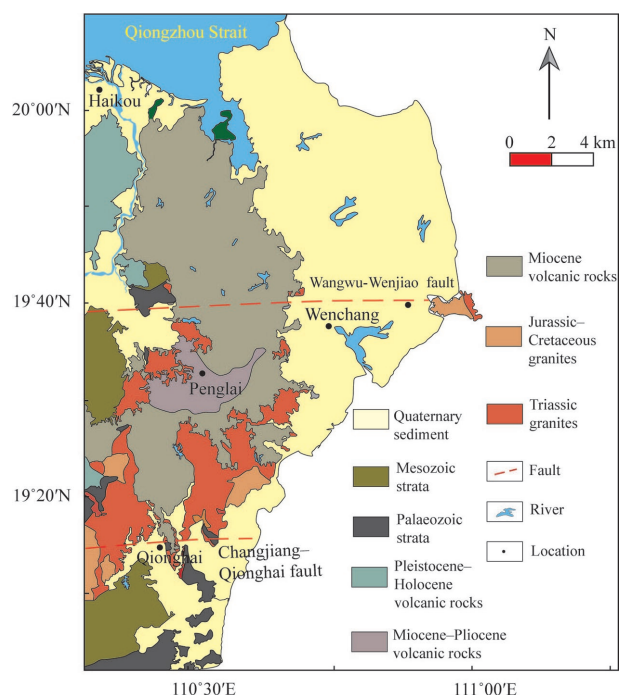 Qiongzhou Strait
N
20°00′N
Haikou
0 2 4 km
Wangwu-Wenjiao fault
19°40′N
Wenchang
Penglai
19°20′N
Qionghai
Changjiang–
Qionghai fault
110°30′E
111°00′E
Miocene
volcanic rocks
Jurassic–
Cretaceous
granites
Quaternary
sediment
Triassic
granites
Mesozoic
strata
Fault
Palaeozoic
strata
River
Location
Pleistocene–
Holocene
volcanic rocks
Miocene–Pliocene
volcanic rocks